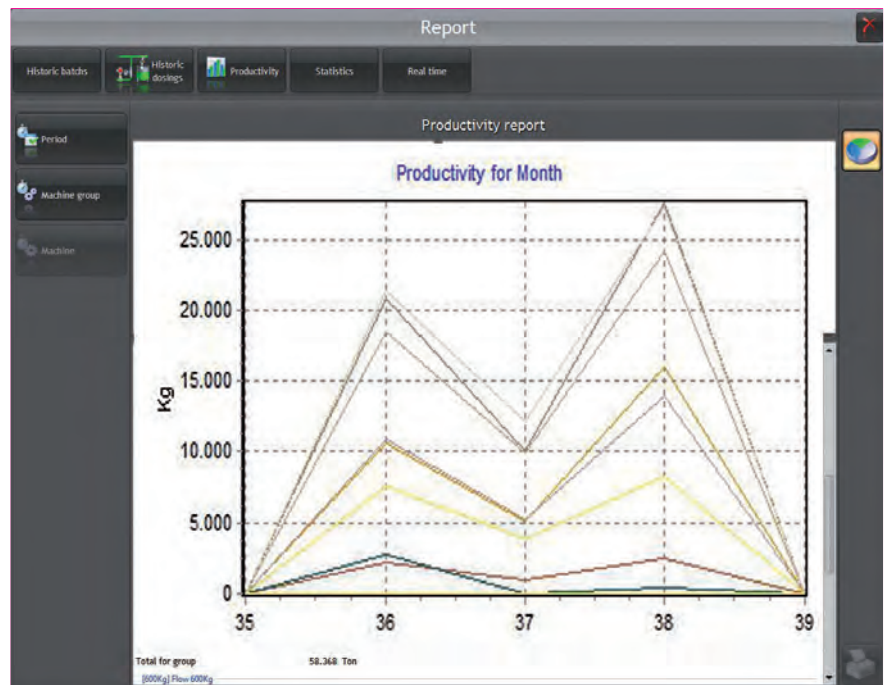 Report
Historic batchs
Historic
dosings
Productivity
Statistics
Real time
Productivity report
Period
Machine group
Machine
Productivity for Month
Kg
25.000
20.000
15.000
10.000
5.000
0
35 36 37 38 39
Total for group 58.368 Ton
[600Kg] Flow 600Kg